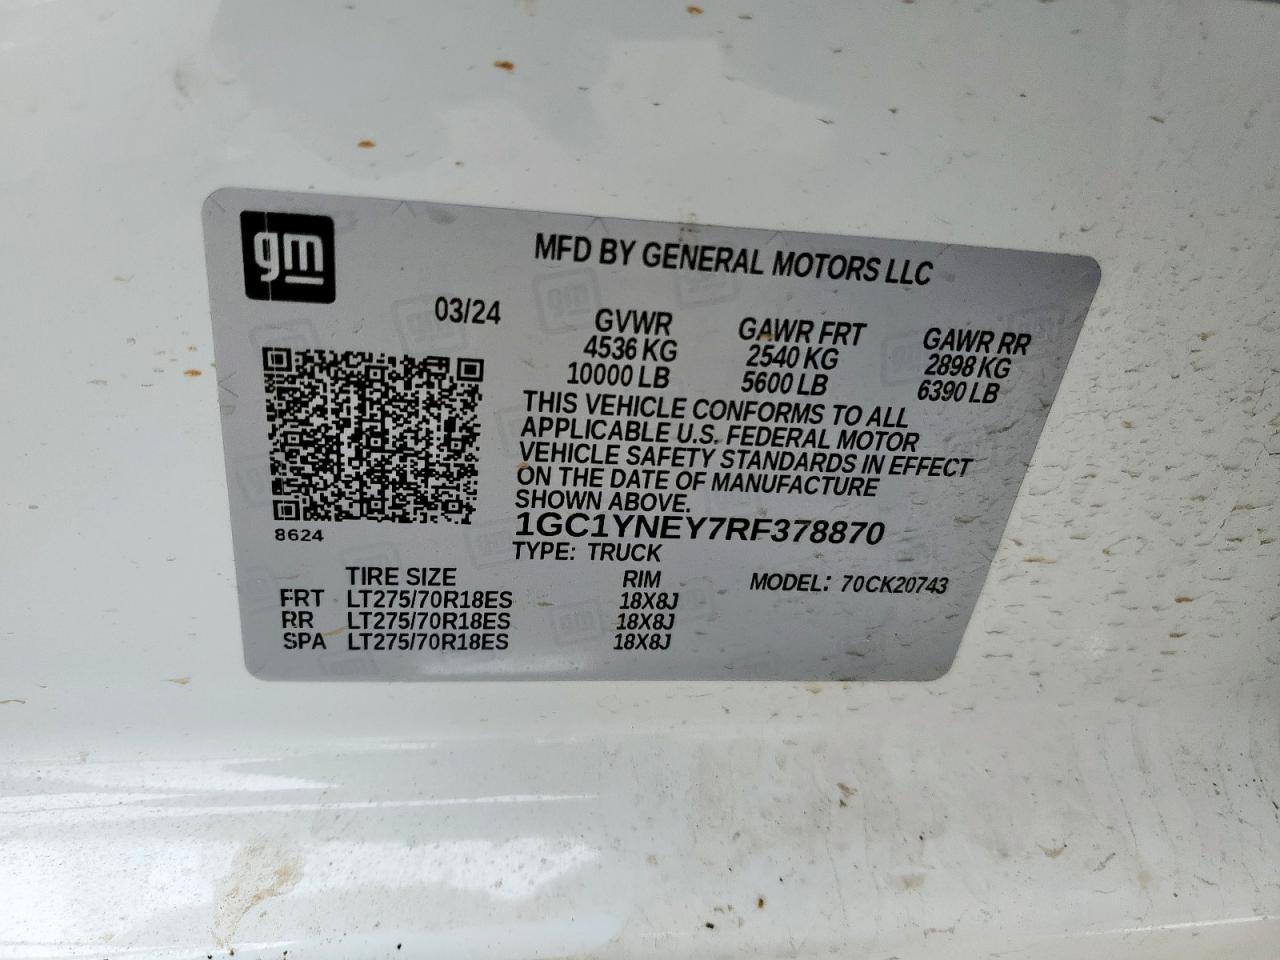 gm
MFD BY GENERAL MOTORS LLC
03/24
GVWR GAWR FRT GAWR RR
4536 KG 2540 KG 2898 KG
10000 LB 5600 LB 6390 LB
THIS VEHICLE CONFORMS TO ALL
APPLICABLE U.S. FEDERAL MOTOR
VEHICLE SAFETY STANDARDS IN EFFECT
ON THE DATE OF MANUFACTURE
SHOWN ABOVE.
8624
1GC1YNEY7RF378870
TYPE: TRUCK
TIRE SIZE RIM MODEL: 70CK20743
FRT LT275/70R18ES 18X8J
RR LT275/70R18ES 18X8J
SPA LT275/70R18ES 18X8J